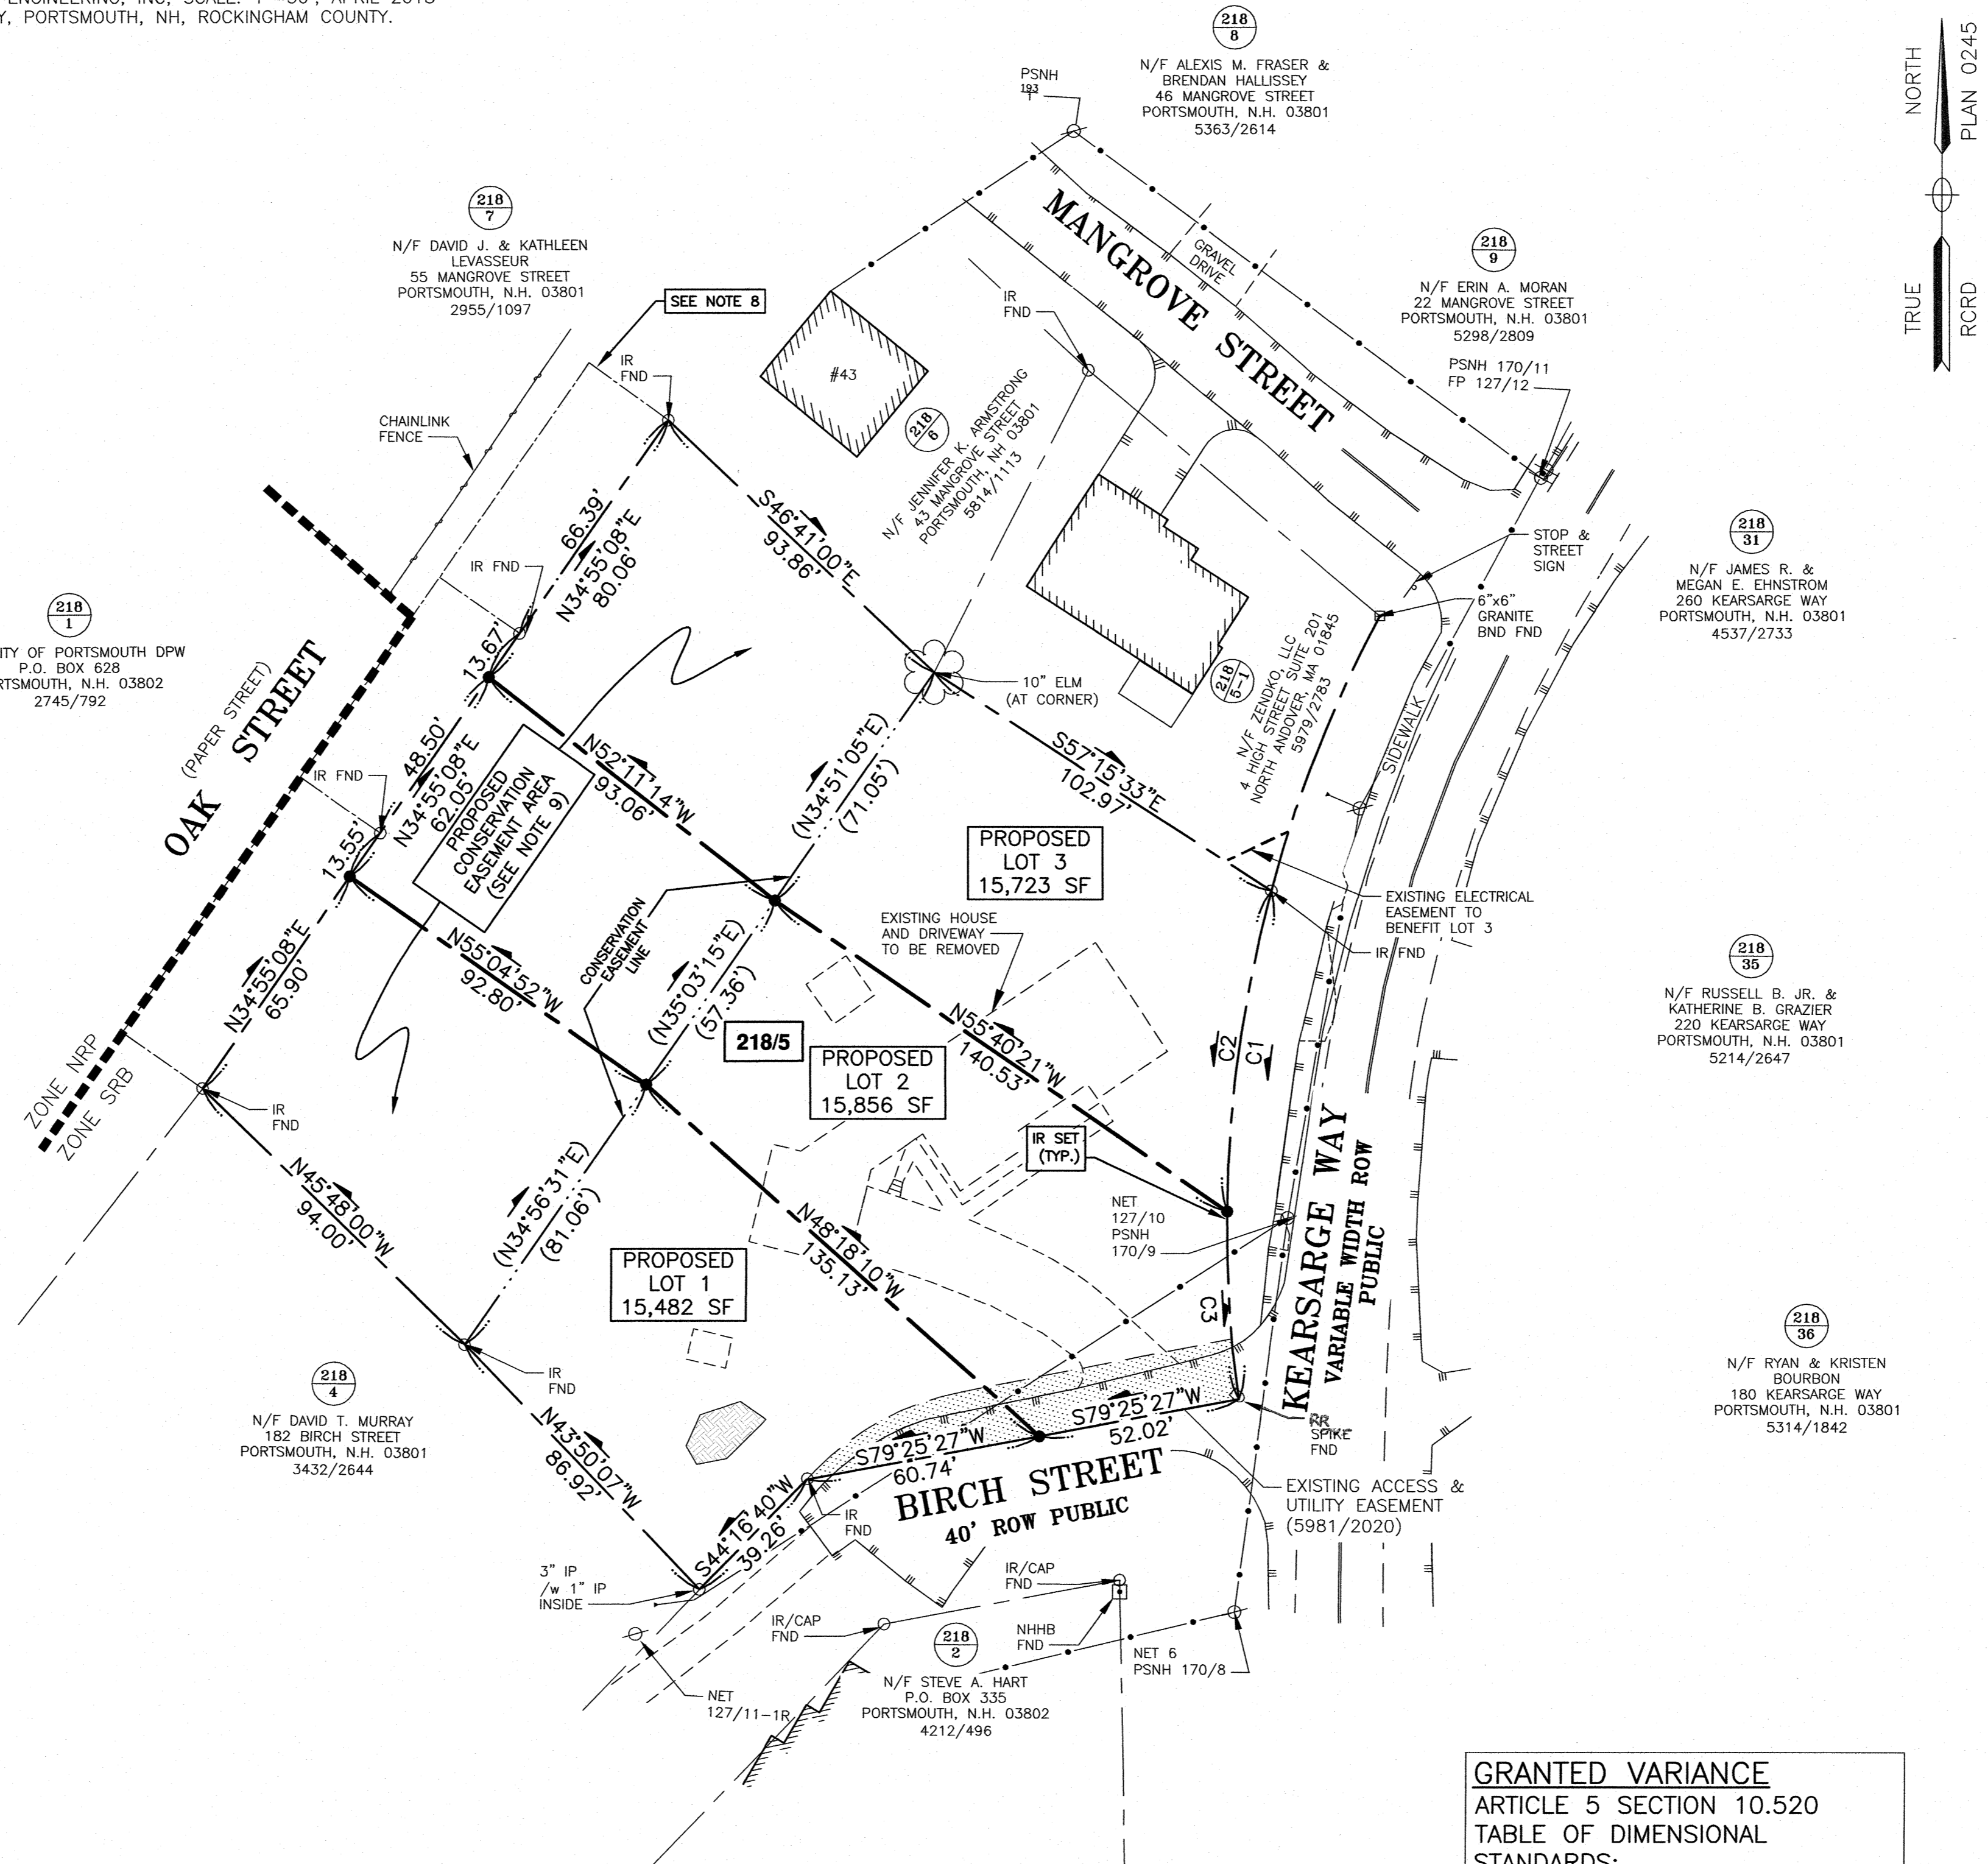 ENGINEERING, INC, SCALE: 1"=30', APRIL 2013
Y, PORTSMOUTH, NH, ROCKINGHAM COUNTY.
218
8
N/F ALEXIS M. FRASER &
BRENDAN HALLISSEY
46 MANGROVE STREET
PORTSMOUTH, N.H. 03801
5363/2614
PSNH
193
TRUE NORTH
RCRD PLAN 0245
218
7
N/F DAVID J. & KATHLEEN
LEVASSEUR
55 MANGROVE STREET
PORTSMOUTH, N.H. 03801
2955/1097
SEE NOTE 8
MANGROVE STREET
GRAVEL
DRIVE
218
9
N/F ERIN A. MORAN
22 MANGROVE STREET
PORTSMOUTH, N.H. 03801
5298/2809
PSNH 170/11
FP 127/12
IR
FND
IR
FND
#43
218
6
N/F JENNIFER K. ARMSTRONG
43 MANGROVE STREET
PORTSMOUTH, NH 03801
5814/1113
CHAINLINK
FENCE
66.39'
N34°55'08"E
80.06'
S46°41'00"E
93.86'
IR FND
STOP &
STREET
SIGN
218
31
N/F JAMES R. &
MEGAN E. EHNSTROM
260 KEARSARGE WAY
PORTSMOUTH, N.H. 03801
4537/2733
6"x6"
GRANITE
BND FND
218
1
ITY OF PORTSMOUTH DPW
P.O. BOX 628
RTSMOUTH, N.H. 03802
2745/792
(PAPER STREET)
OAK STREET
13.67'
10" ELM
(AT CORNER)
218
5-1
N/F ZENDKO, LLC
4 HIGH STREET SUITE 201
NORTH ANDOVER, MA 01845
5979/2783
SIDEWALK
IR FND
48.50'
N34°55'08"E
62.05'
13.55'
PROPOSED
CONSERVATION
EASEMENT AREA
(SEE NOTE 9)
N52°11'14"W
93.06'
(N34°51'05"E)
(71.05')
S57°15'33"E
102.97'
PROPOSED
LOT 3
15,723 SF
EXISTING ELECTRICAL
EASEMENT TO
BENEFIT LOT 3
IR FND
EXISTING HOUSE
AND DRIVEWAY
TO BE REMOVED
CONSERVATION
EASEMENT
LINE
N34°55'08"E
65.90'
N55°04'52"W
92.80'
(N35°03'15"E)
(57.36')
218/5
PROPOSED
LOT 2
15,856 SF
N55°40'21"W
140.53'
C2
C1
218
35
N/F RUSSELL B. JR. &
KATHERINE B. GRAZIER
220 KEARSARGE WAY
PORTSMOUTH, N.H. 03801
5214/2647
ZONE NRP
ZONE SRB
IR
FND
IR SET
(TYP.)
NET
127/10
PSNH
170/9
KEARSARGE WAY
VARIABLE WIDTH ROW
PUBLIC
N45°48'00"W
94.00'
(N34°56'31"E)
(81.06')
N48°18'10"W
135.13'
PROPOSED
LOT 1
15,482 SF
C3
218
36
N/F RYAN & KRISTEN
BOURBON
180 KEARSARGE WAY
PORTSMOUTH, N.H. 03801
5314/1842
218
4
N/F DAVID T. MURRAY
182 BIRCH STREET
PORTSMOUTH, N.H. 03801
3432/2644
IR
FND
N43°50'07"W
86.92'
S79°25'27"W
52.02'
S79°25'27"W
60.74'
RR
SPIKE
FND
BIRCH STREET
40' ROW PUBLIC
EXISTING ACCESS &
UTILITY EASEMENT
(5981/2020)
S44°16'40"W
39.26'
IR
FND
3" IP
/w 1" IP
INSIDE
IR/CAP
FND
IR/CAP
FND
NHHB
FND
NET 6
PSNH 170/8
218
2
N/F STEVE A. HART
P.O. BOX 335
PORTSMOUTH, N.H. 03802
4212/496
NET
127/11-1R
GRANTED VARIANCE
ARTICLE 5 SECTION 10.520
TABLE OF DIMENSIONAL
STANDARDS: